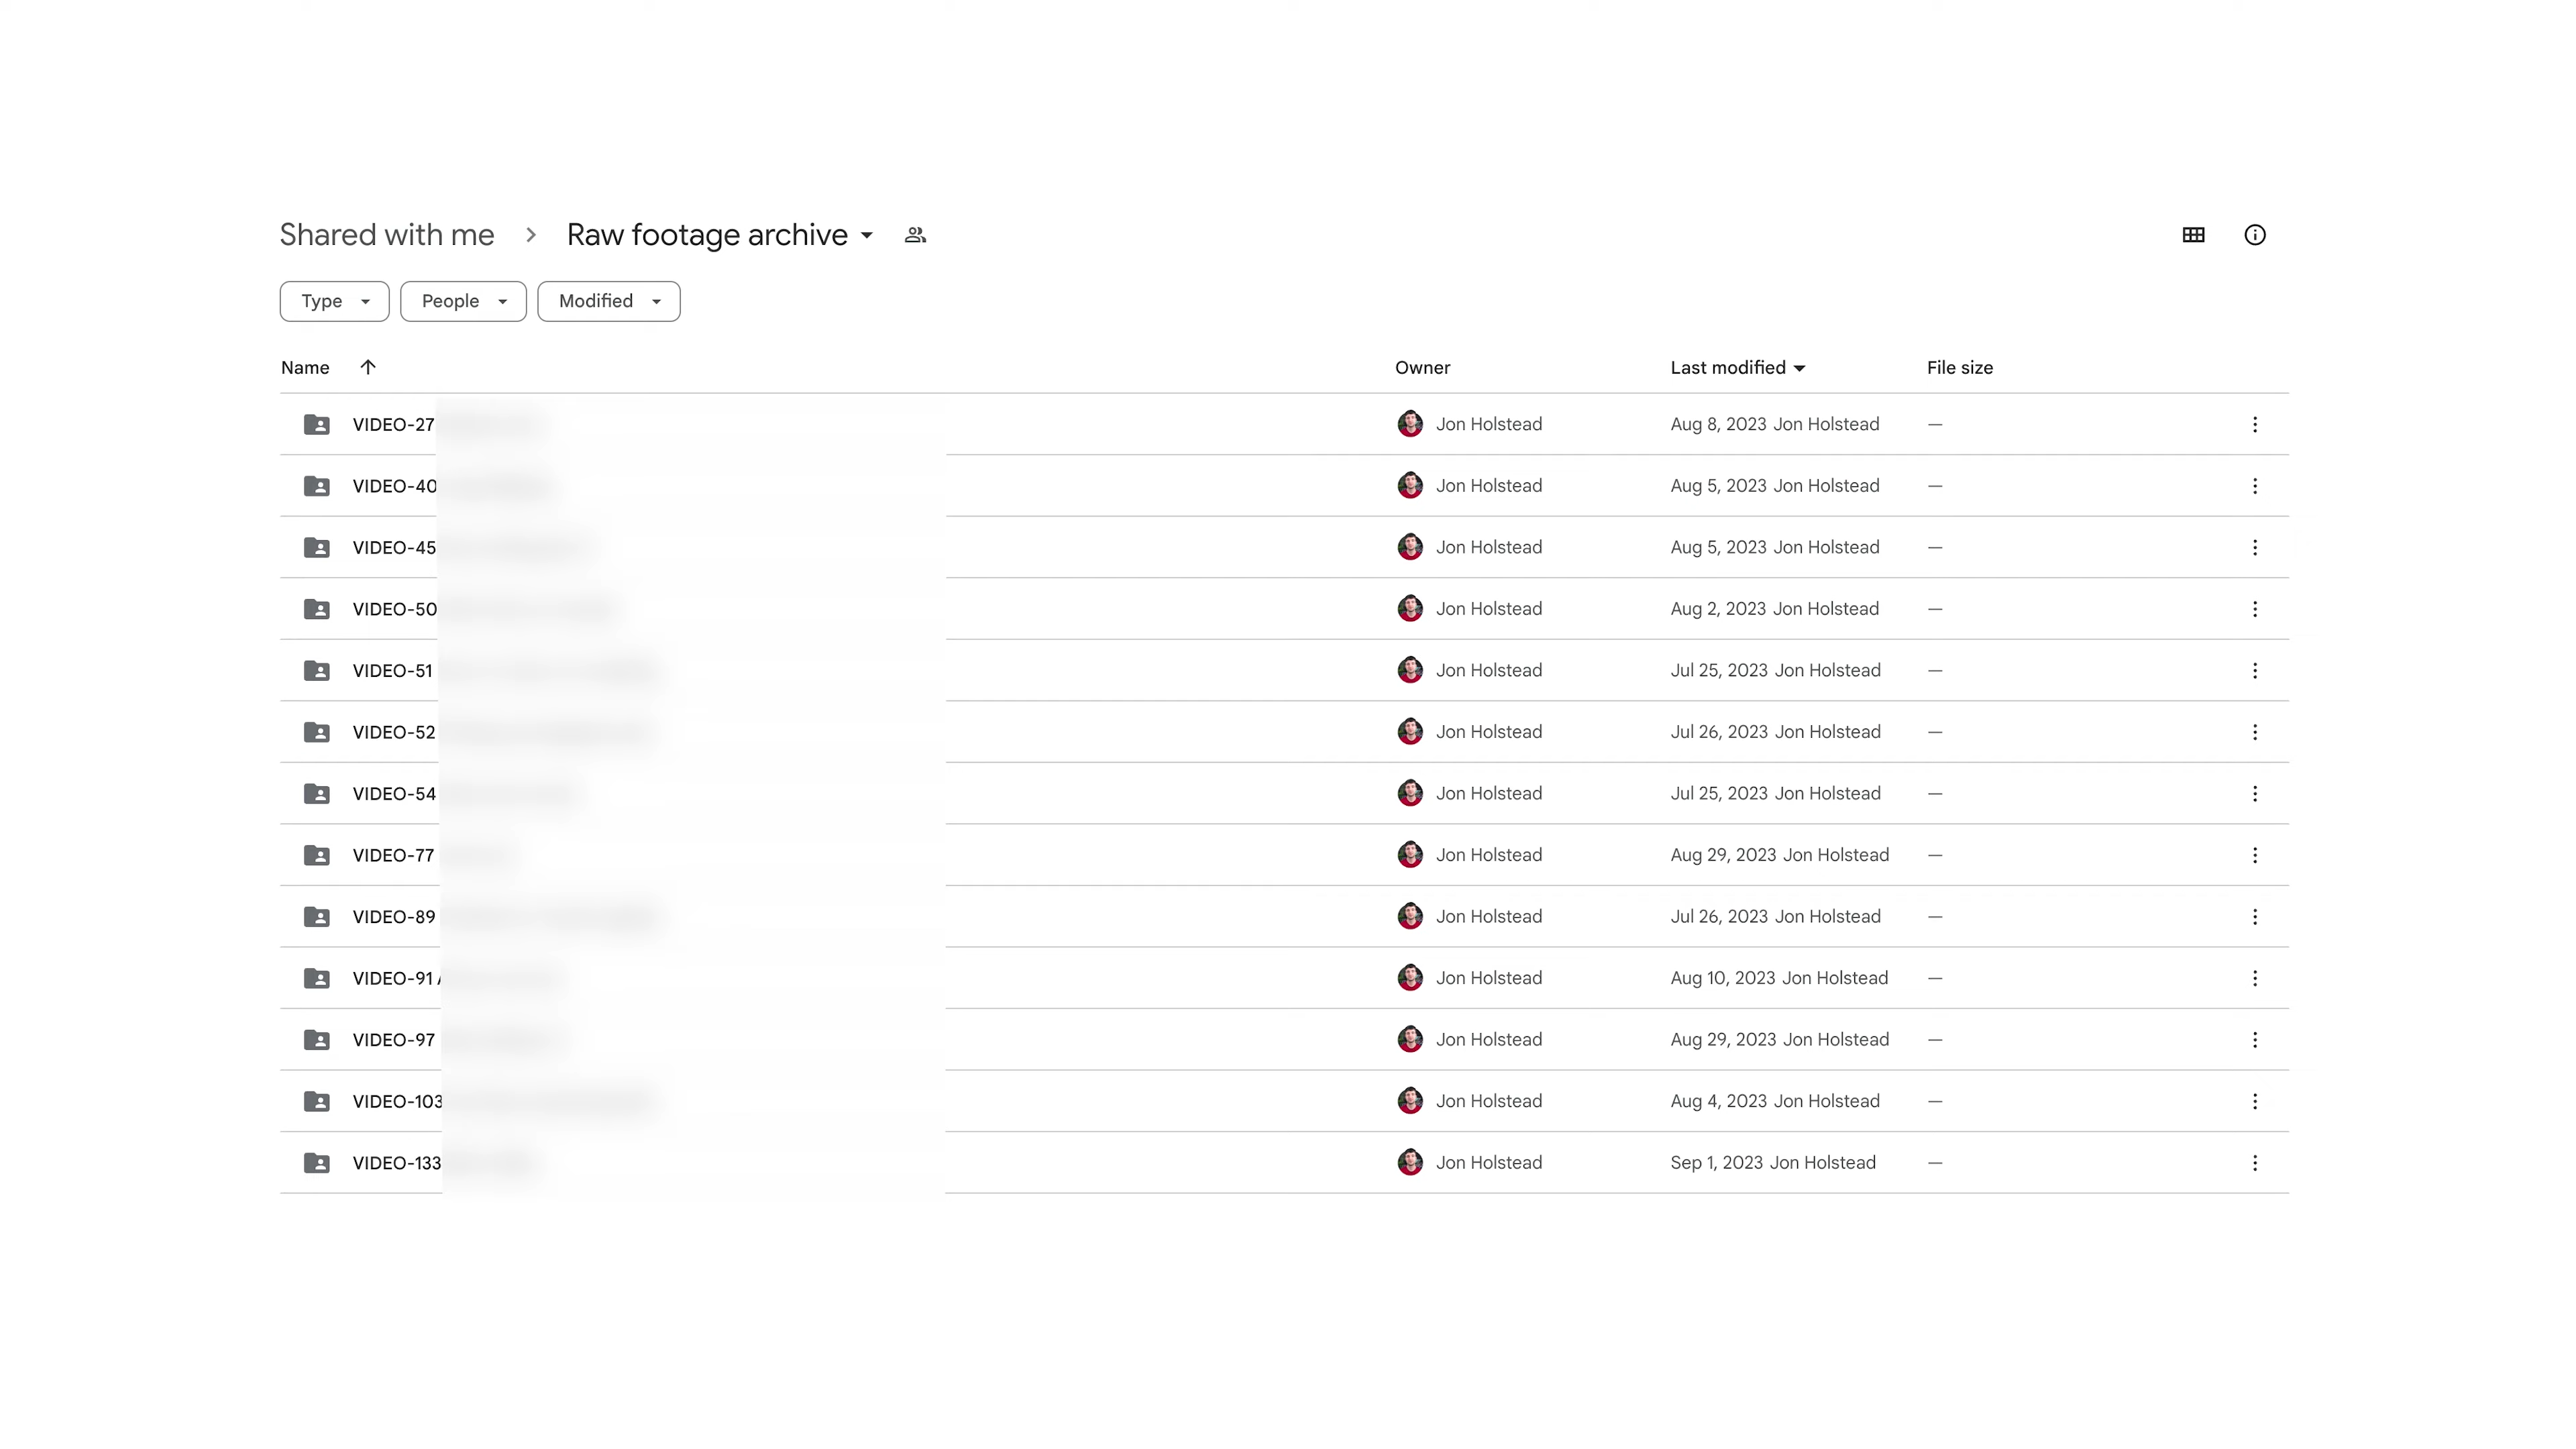 Shared with me > Raw footage archive
Type People Modified
Name Owner Last modified File size
VIDEO-27 Jon Holstead Aug 8, 2023 Jon Holstead —
VIDEO-40 Jon Holstead Aug 5, 2023 Jon Holstead —
VIDEO-45 Jon Holstead Aug 5, 2023 Jon Holstead —
VIDEO-50 Jon Holstead Aug 2, 2023 Jon Holstead —
VIDEO-51 Jon Holstead Jul 25, 2023 Jon Holstead —
VIDEO-52 Jon Holstead Jul 26, 2023 Jon Holstead —
VIDEO-54 Jon Holstead Jul 25, 2023 Jon Holstead —
VIDEO-77 Jon Holstead Aug 29, 2023 Jon Holstead —
VIDEO-89 Jon Holstead Jul 26, 2023 Jon Holstead —
VIDEO-91 Jon Holstead Aug 10, 2023 Jon Holstead —
VIDEO-97 Jon Holstead Aug 29, 2023 Jon Holstead —
VIDEO-103 Jon Holstead Aug 4, 2023 Jon Holstead —
VIDEO-133 Jon Holstead Sep 1, 2023 Jon Holstead —